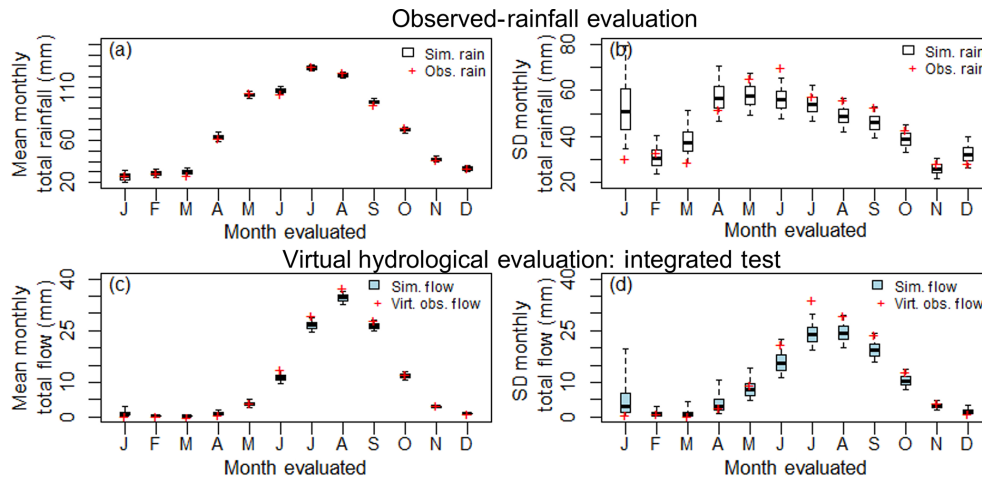 Observed-rainfall evaluation
(a)
Sim. rain
Obs. rain
Mean monthly
total rainfall (mm)
20
60
110
J F M A M J J A S O N D
Month evaluated
(b)
Sim. rain
Obs. rain
SD monthly
total rainfall (mm)
20
40
60
80
J F M A M J J A S O N D
Month evaluated
Virtual hydrological evaluation: integrated test
(c)
Sim. flow
Virt. obs. flow
Mean monthly
total flow (mm)
0
10
25
40
J F M A M J J A S O N D
Month evaluated
(d)
Sim. flow
Virt. obs. flow
SD monthly
total flow (mm)
0
10
25
40
J F M A M J J A S O N D
Month evaluated